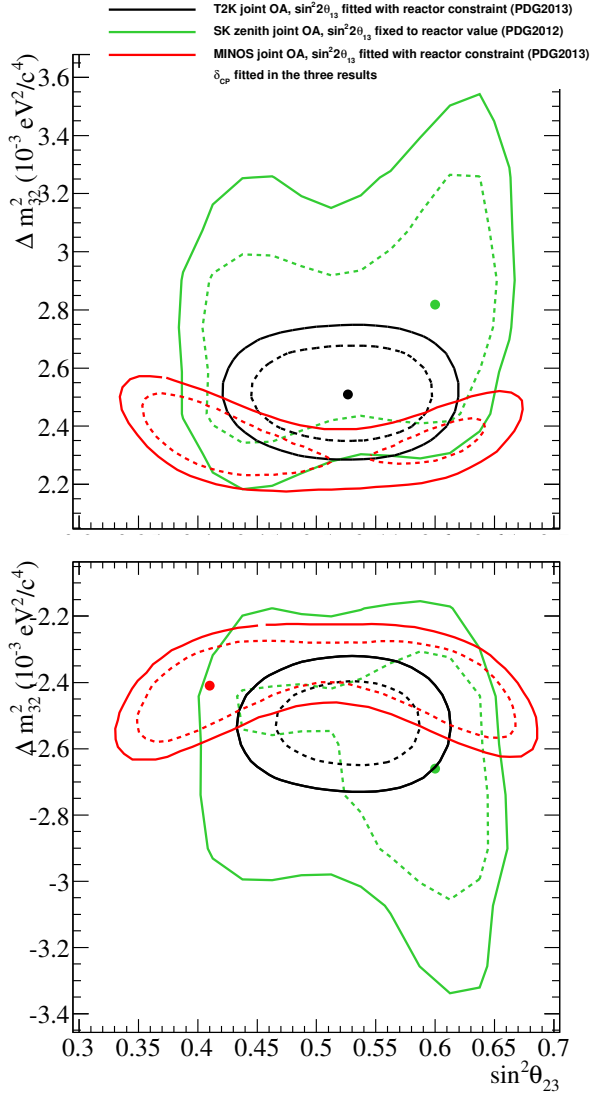 T2K joint OA, sin²2θ₁₃ fitted with reactor constraint (PDG2013)
SK zenith joint OA, sin²2θ₁₃ fixed to reactor value (PDG2012)
MINOS joint OA, sin²2θ₁₃ fitted with reactor constraint (PDG2013)
δCP fitted in the three results
Δ m²₃₂ (10⁻³ eV²/c⁴)
3.6
3.4
3.2
3
2.8
2.6
2.4
2.2
Δ m²₃₂ (10⁻³ eV²/c⁴)
-2.2
-2.4
-2.6
-2.8
-3
-3.2
-3.4
0.3 0.35 0.4 0.45 0.5 0.55 0.6 0.65 0.7
sin²θ₂₃